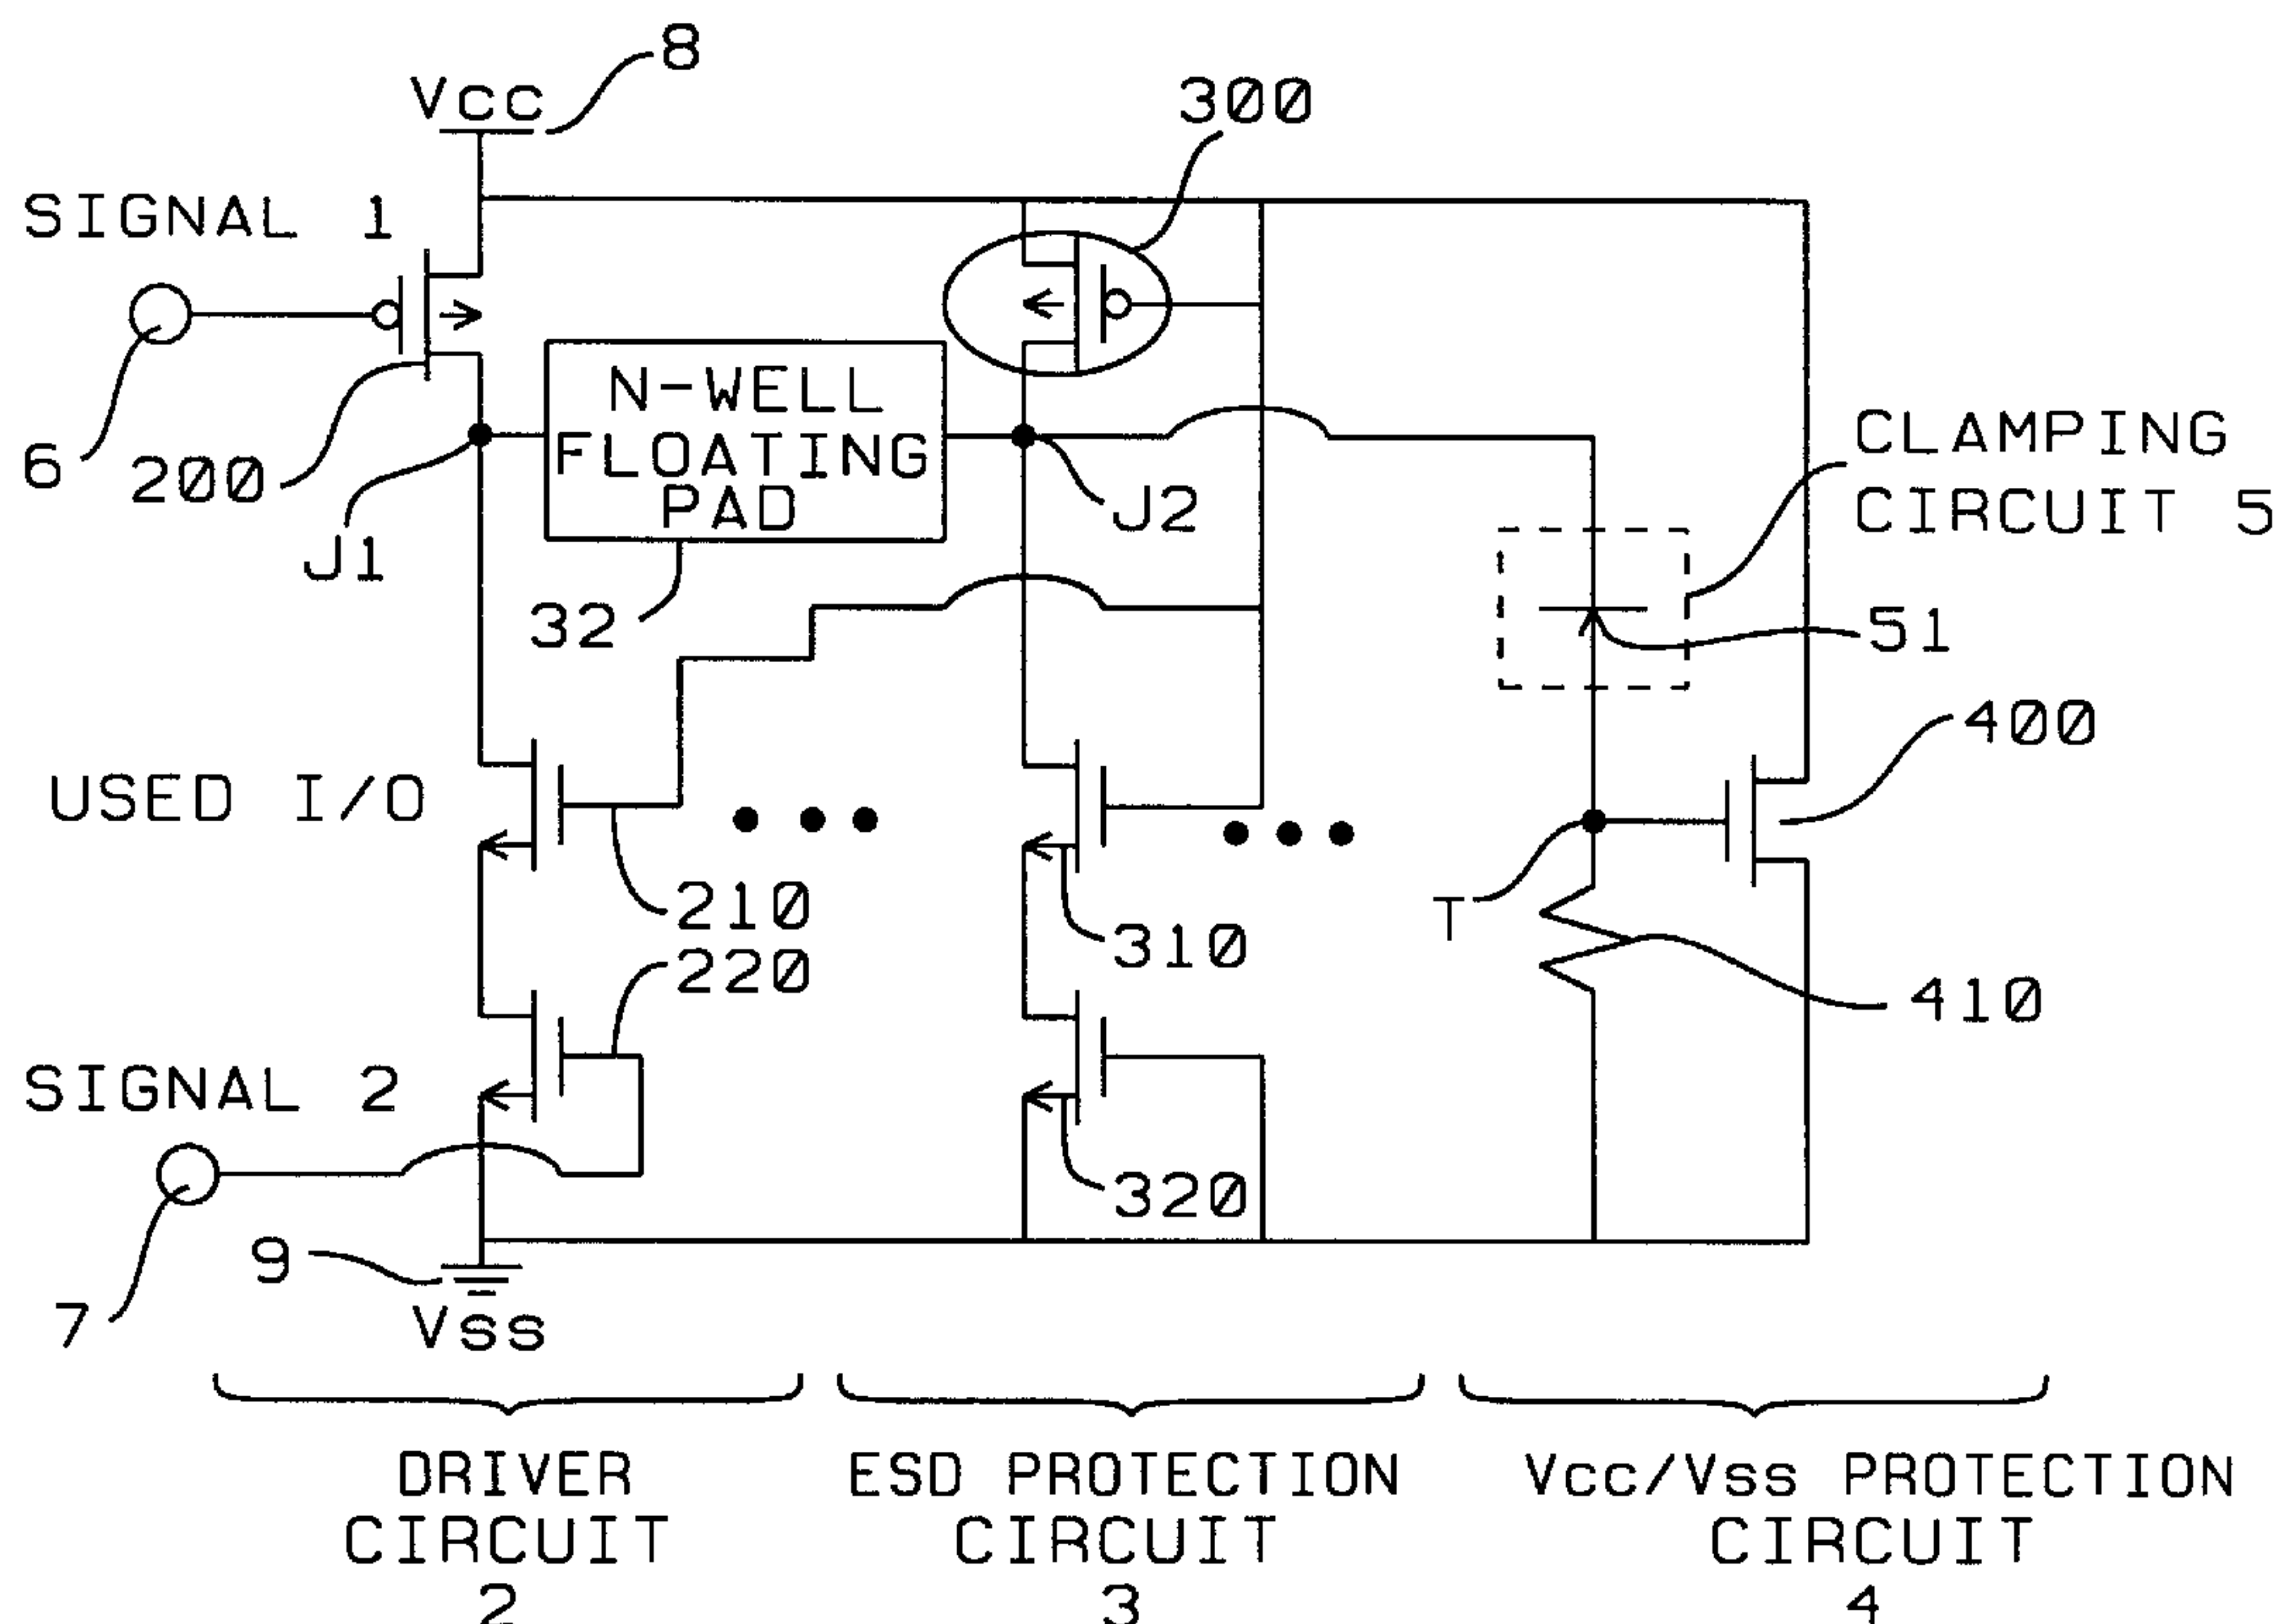 8
Vcc
300
SIGNAL 1
6
200
N-WELL
FLOATING
PAD
J1
J2
32
CLAMPING
CIRCUIT 5
51
400
USED I/O
210
310
T
220
410
SIGNAL 2
320
9
7
Vss
DRIVER
CIRCUIT
2
ESD PROTECTION
CIRCUIT
3
Vcc/Vss PROTECTION
CIRCUIT
4